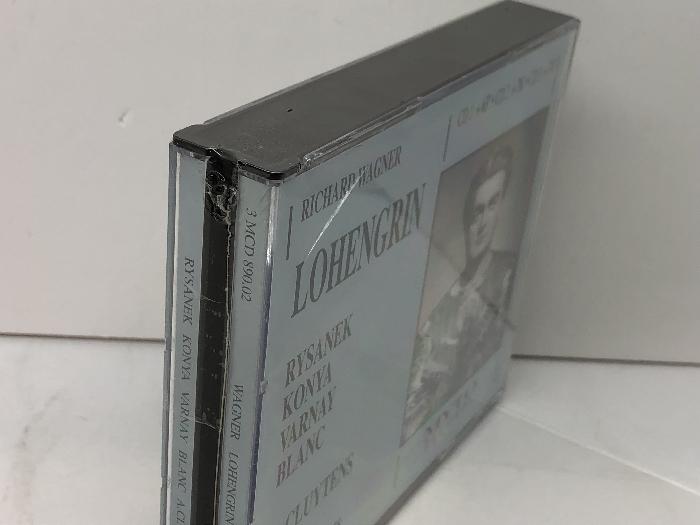 RICHARD WAGNER
LOHENGRIN
RYSANEK
KONYA
VARNAY
BLANC
CLUYTENS
3 MCD 890.02
WAGNER LOHENGRIN
RYSANEK KONYA VARNAY BLANC